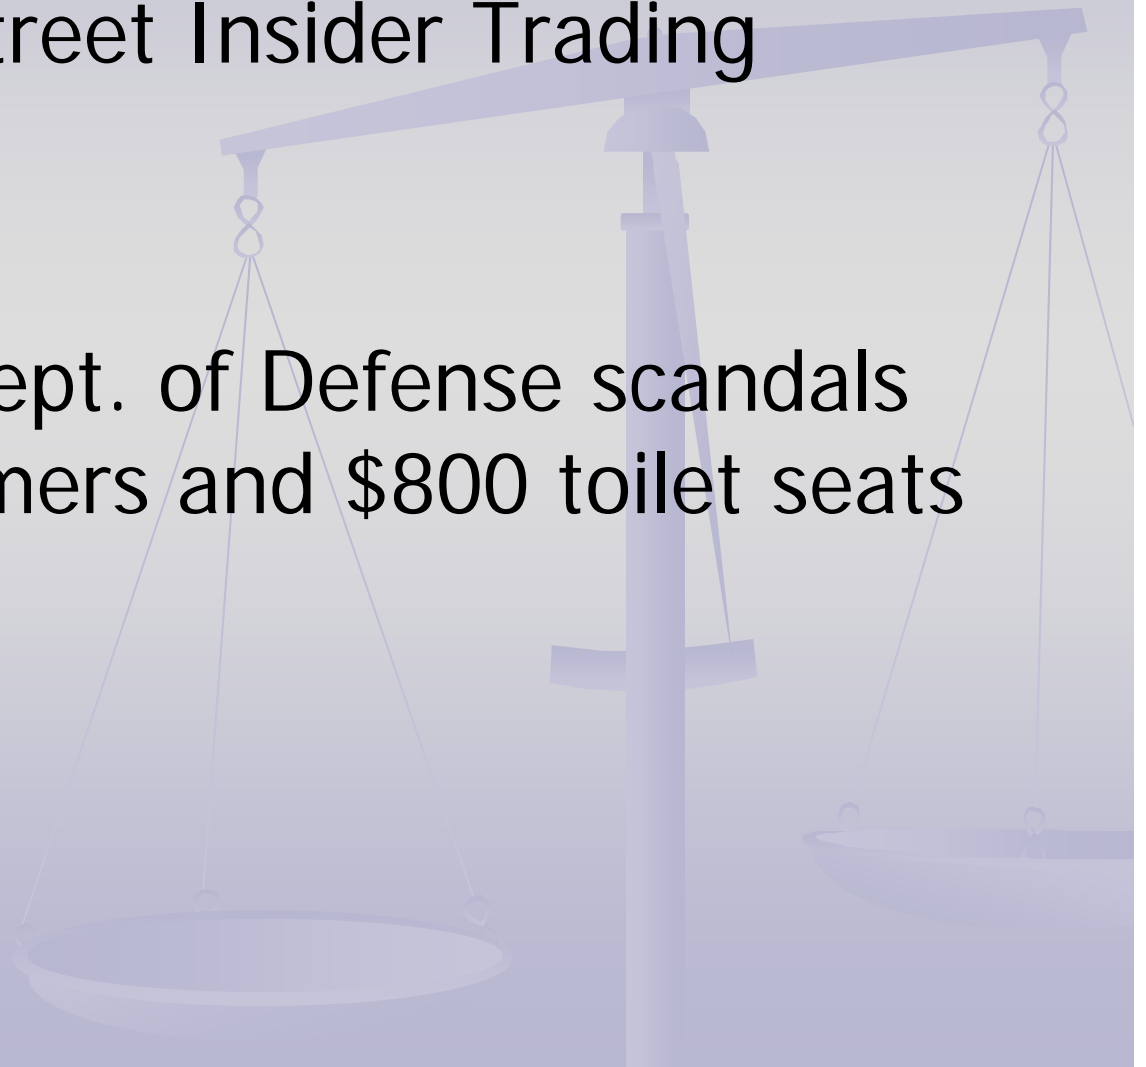 treet Insider Trading
ept. of Defense scandals
mers and $800 toilet seats